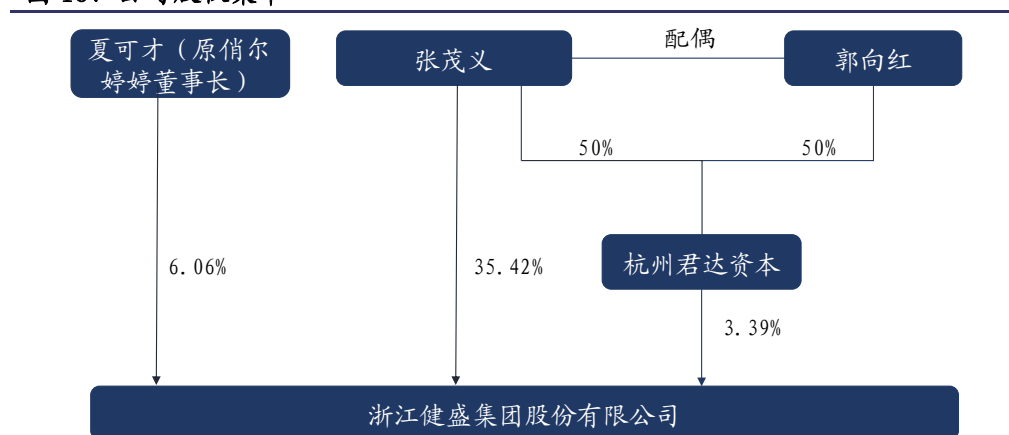 夏可才（原俏尔
婷婷董事长）
张茂义
配偶
郭向红
50%
50%
6.06%
35.42%
杭州君达资本
3.39%
浙江健盛集团股份有限公司